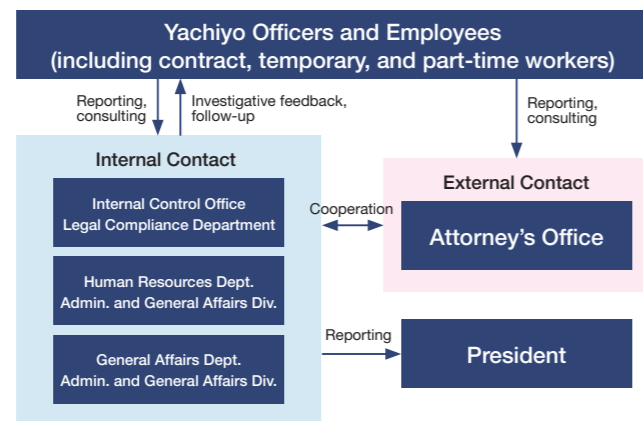 Yachiyo Officers and Employees
(including contract, temporary, and part-time workers)
Reporting,
consulting
Investigative feedback,
follow-up
Reporting,
consulting
Internal Contact
Internal Control Office
Legal Compliance Department
Human Resources Dept.
Admin. and General Affairs Div.
General Affairs Dept.
Admin. and General Affairs Div.
Cooperation
External Contact
Attorney’s Office
Reporting
President